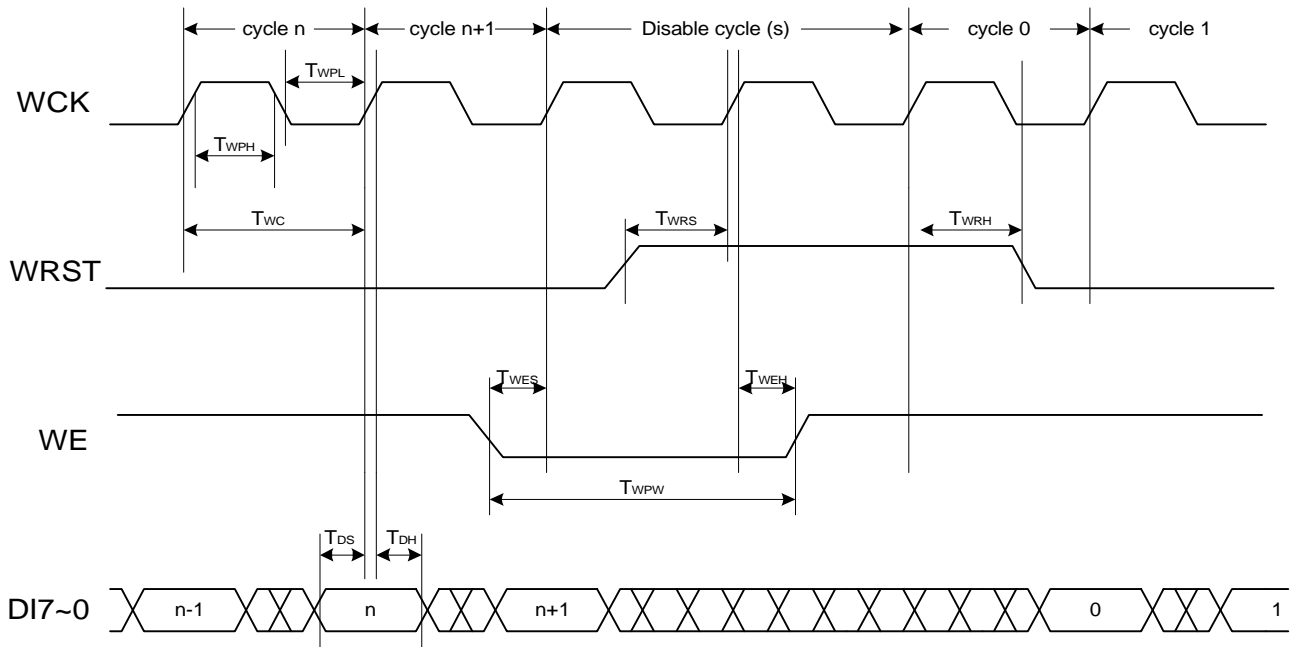 cycle n cycle n+1 Disable cycle (s) cycle 0 cycle 1
TWPL
WCK
TWPH
TWC TWRS TWRH
WRST
TWES TWEH
WE
TWPW
TDS TDH
DI7~0 n-1 n n+1 0 1